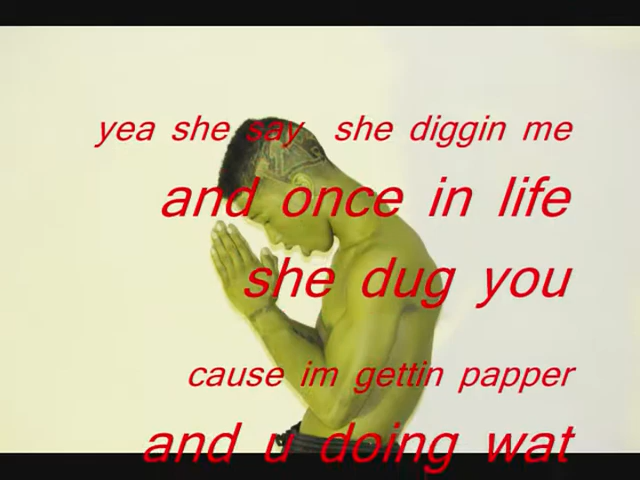 yea she say she diggin me
and once in life
she dug you
cause im gettin papper
and u doing wat